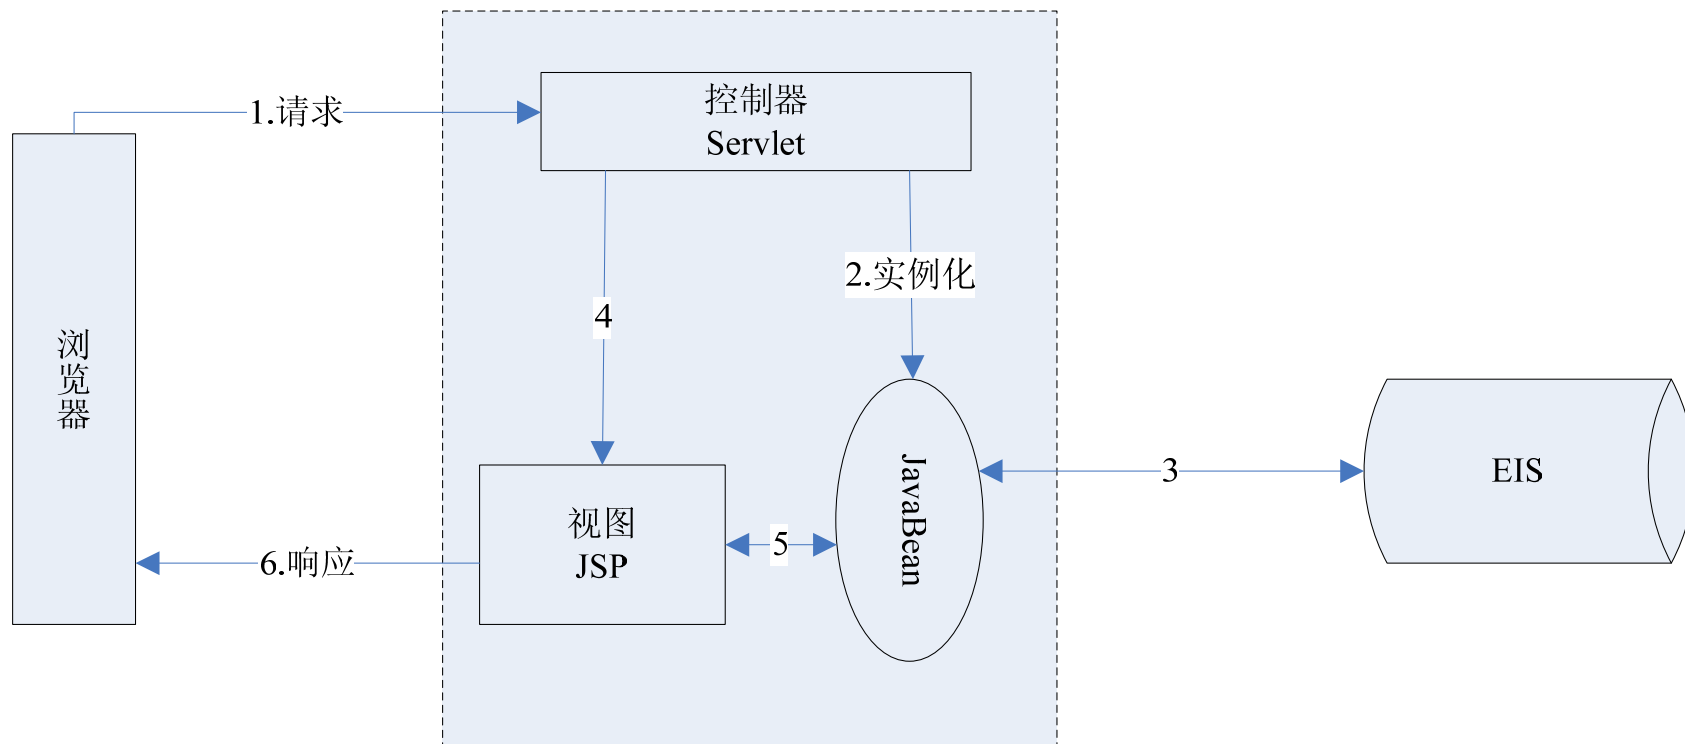 1.请求
控制器
Servlet
2.实例化
4
浏览器
JavaBean
3
EIS
视图
JSP
5
6.响应